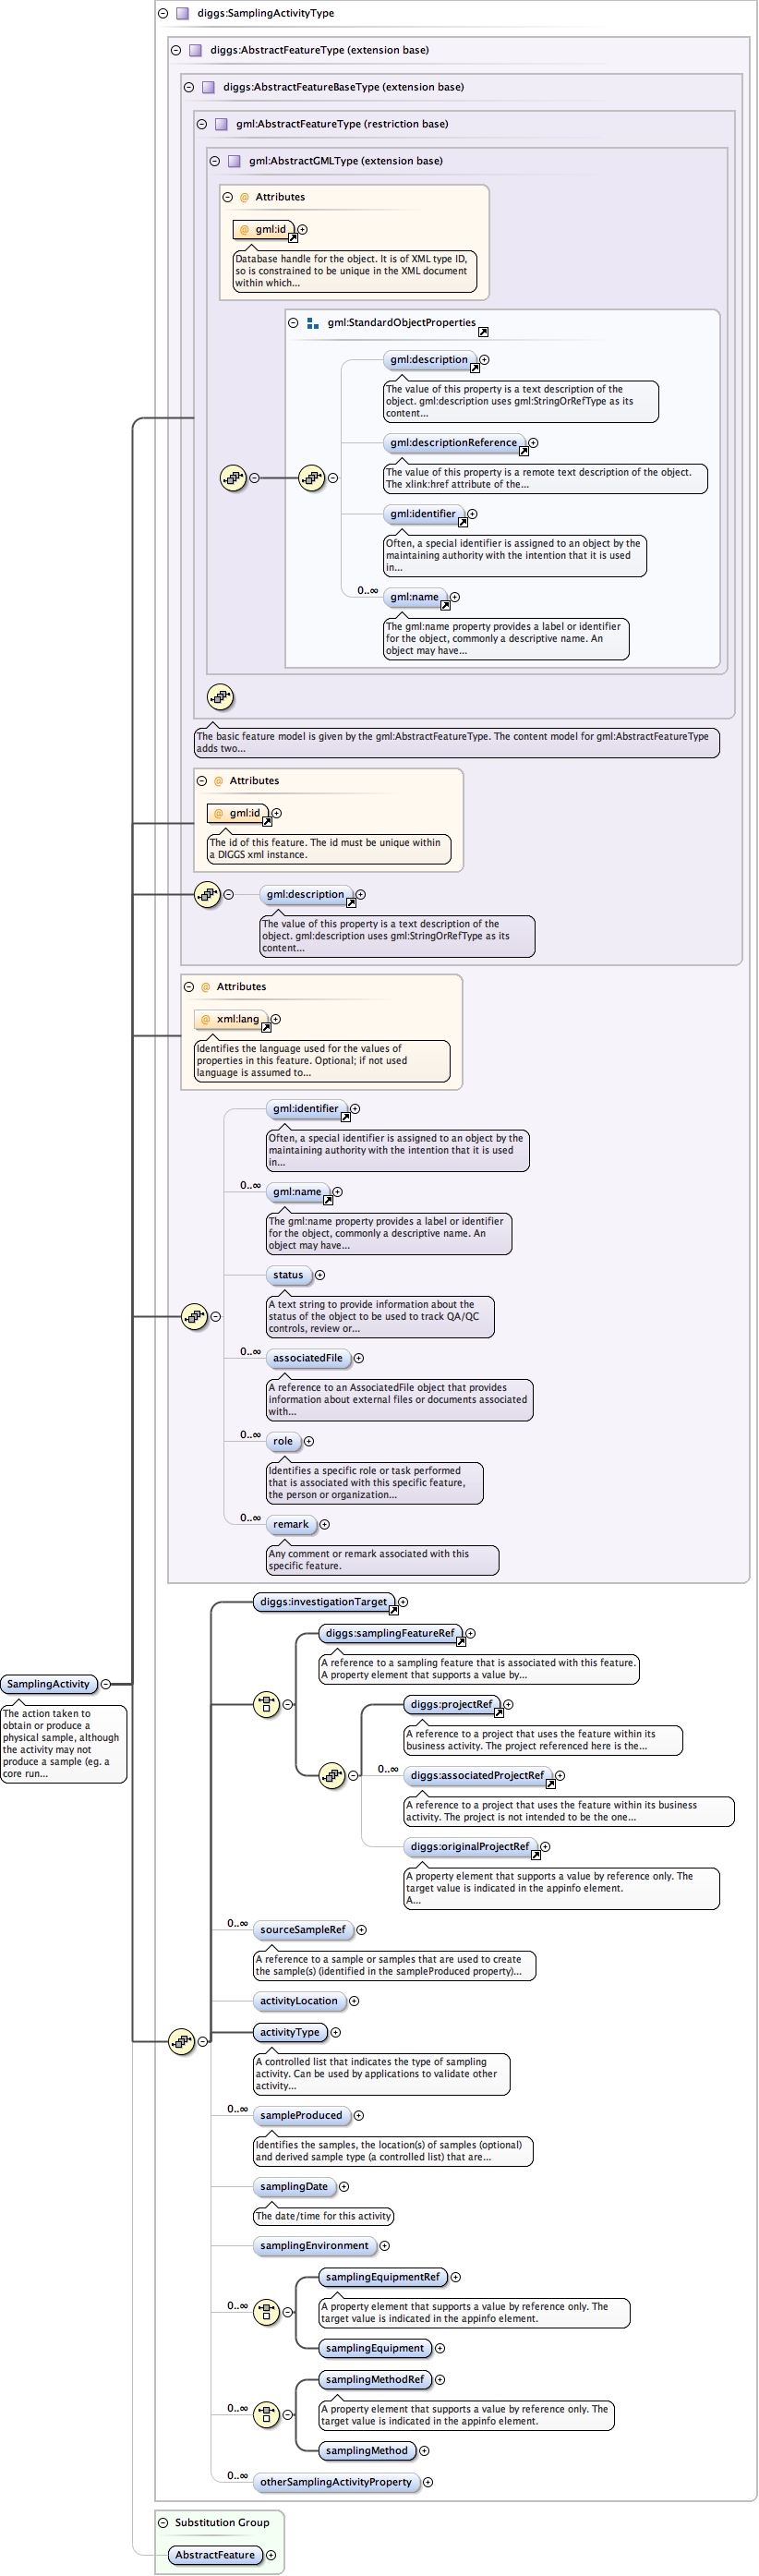 diggs:SamplingActivityType
diggs:AbstractFeatureType (extension base)
diggs:AbstractFeatureBaseType (extension base)
gml:AbstractFeatureType (restriction base)
gml:AbstractGMLType (extension base)
@ Attributes
@ gml:id
Database handle for the object. It is of XML type ID,
so is constrained to be unique in the XML document
within which...
gml:StandardObjectProperties
gml:description
The value of this property is a text description of the
object. gml:description uses gml:StringOrRefType as its
content...
gml:descriptionReference
The value of this property is a remote text description of the object.
The xlink:href attribute of the...
gml:identifier
Often, a special identifier is assigned to an object by the
maintaining authority with the intention that it is used
in...
0..∞
gml:name
The gml:name property provides a label or identifier
for the object, commonly a descriptive name. An
object may have...
The basic feature model is given by the gml:AbstractFeatureType. The content model for gml:AbstractFeatureType
adds two...
@ Attributes
@ gml:id
The id of this feature. The id must be unique within
a DIGGS xml instance.
gml:description
The value of this property is a text description of the
object. gml:description uses gml:StringOrRefType as its
content...
@ Attributes
@ xml:lang
Identifies the language used for the values of
properties in this feature. Optional; if not used
language is assumed to...
gml:identifier
Often, a special identifier is assigned to an object by the
maintaining authority with the intention that it is used
in...
0..∞
gml:name
The gml:name property provides a label or identifier
for the object, commonly a descriptive name. An
object may have...
status
A text string to provide information about the
status of the object to be used to track QA/QC
controls, review or...
0..∞
associatedFile
A reference to an AssociatedFile object that provides
information about external files or documents associated
with...
0..∞
role
Identifies a specific role or task performed
that is associated with this specific feature,
the person or organization...
0..∞
remark
Any comment or remark associated with this
specific feature.
SamplingActivity
The action taken to
obtain or produce a
physical sample, although
the activity may not
produce a sample (eg. a
core run...
diggs:investigationTarget
diggs:samplingFeatureRef
A reference to a sampling feature that is associated with this feature.
A property element that supports a value by...
diggs:projectRef
A reference to a project that uses the feature within its
business activity. The project referenced here is the...
0..∞
diggs:associatedProjectRef
A reference to a project that uses the feature within its business
activity. The project is not intended to be the one...
diggs:originalProjectRef
A property element that supports a value by reference only. The
target value is indicated in the appinfo element.
A...
0..∞
sourceSampleRef
A reference to a sample or samples that are used to create
the sample(s) (identified in the sampleProduced property)...
activityLocation
activityType
A controlled list that indicates the type of sampling
activity. Can be used by applications to validate other
activity...
0..∞
sampleProduced
Identifies the samples, the location(s) of samples (optional)
and derived sample type (a controlled list) that are...
samplingDate
The date/time for this activity
samplingEnvironment
0..∞
samplingEquipmentRef
A property element that supports a value by reference only. The
target value is indicated in the appinfo element.
samplingEquipment
0..∞
samplingMethodRef
A property element that supports a value by reference only. The
target value is indicated in the appinfo element.
samplingMethod
0..∞
otherSamplingActivityProperty
Substitution Group
AbstractFeature